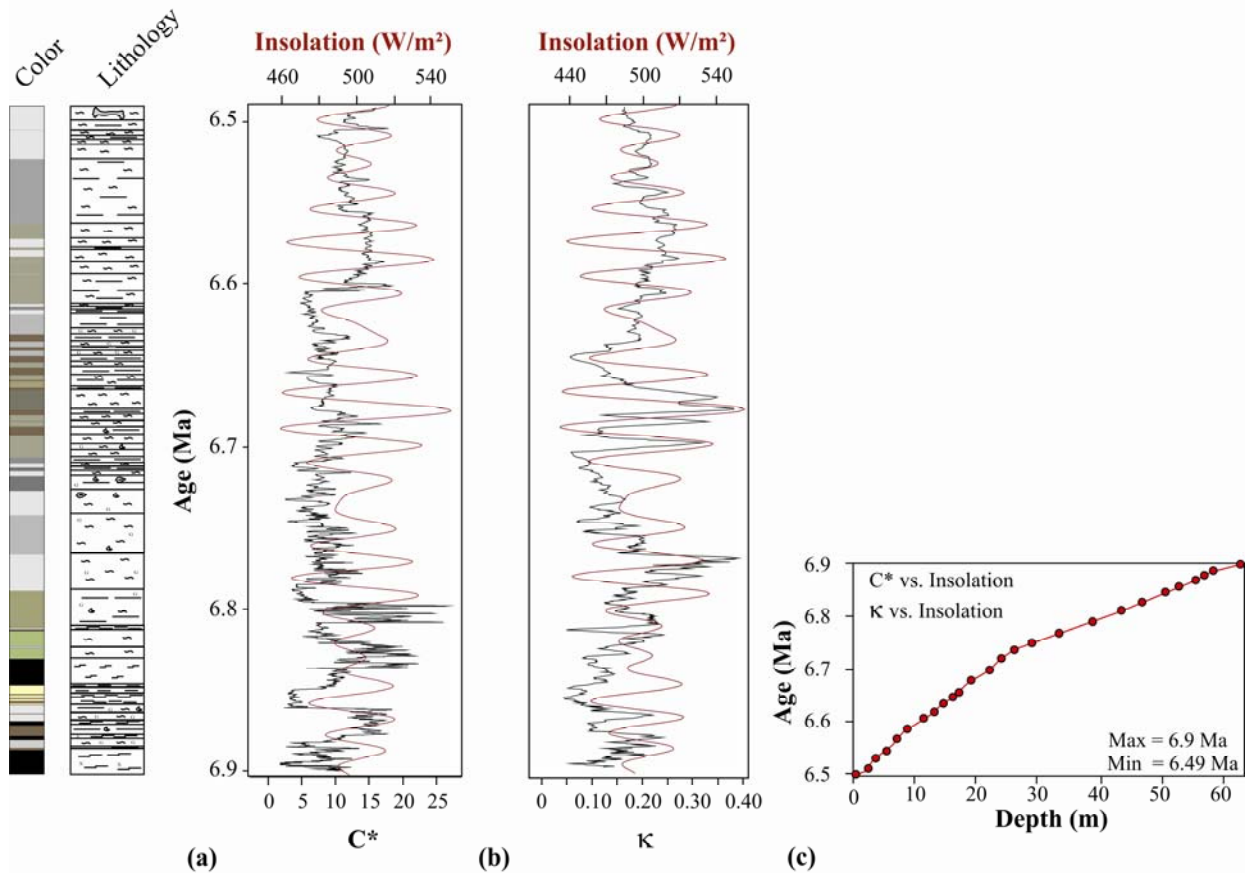 Color
Lithology
Insolation (W/m²)
460 500 540
6.5
6.6
6.7
6.8
6.9
Age (Ma)
0 5 15 25
C*
(a)
Insolation (W/m²)
440 500 540
0 0.10 0.20 0.30 0.40
κ
(b)
C* vs. Insolation
κ vs. Insolation
Max = 6.9 Ma
Min = 6.49 Ma
6.9
6.8
6.7
6.6
6.5
Age (Ma)
0 10 20 30 40 50 60
Depth (m)
(c)